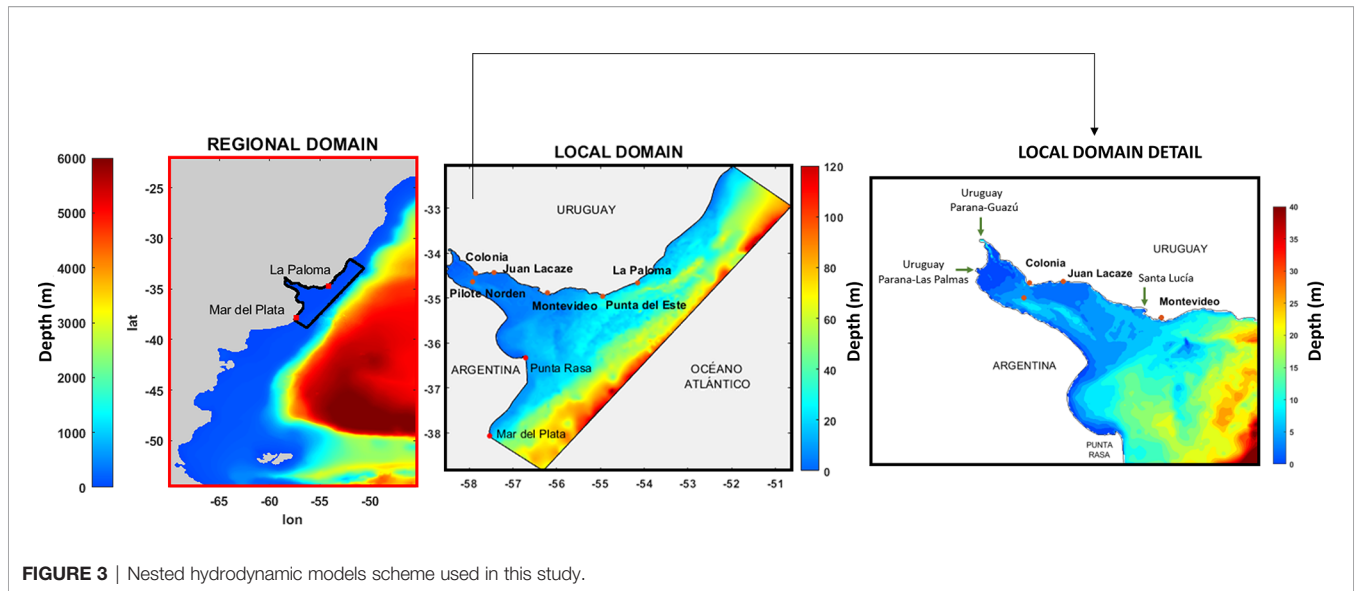 REGIONAL DOMAIN
Depth (m)
6000
5000
4000
3000
2000
1000
0
lat
-25
-30
-35
-40
-45
-50
La Paloma
Mar del Plata
-65
-60
-55
-50
lon
LOCAL DOMAIN
-33
-34
-35
-36
-37
-38
URUGUAY
Colonia
Juan Lacaze
La Paloma
Pilote Norden
Montevideo
Punta del Este
ARGENTINA
Punta Rasa
OCÉANO
ATLÁNTICO
Mar del Plata
-58
-57
-56
-55
-54
-53
-52
-51
120
100
80
60
40
20
0
Depth (m)
LOCAL DOMAIN DETAIL
Uruguay
Parana-Guazú
URUGUAY
Uruguay
Parana-Las Palmas
Colonia
Juan Lacaze
Santa Lucía
Montevideo
ARGENTINA
PUNTA
RASA
40
35
30
25
20
15
10
5
0
Depth (m)
FIGURE 3 | Nested hydrodynamic models scheme used in this study.